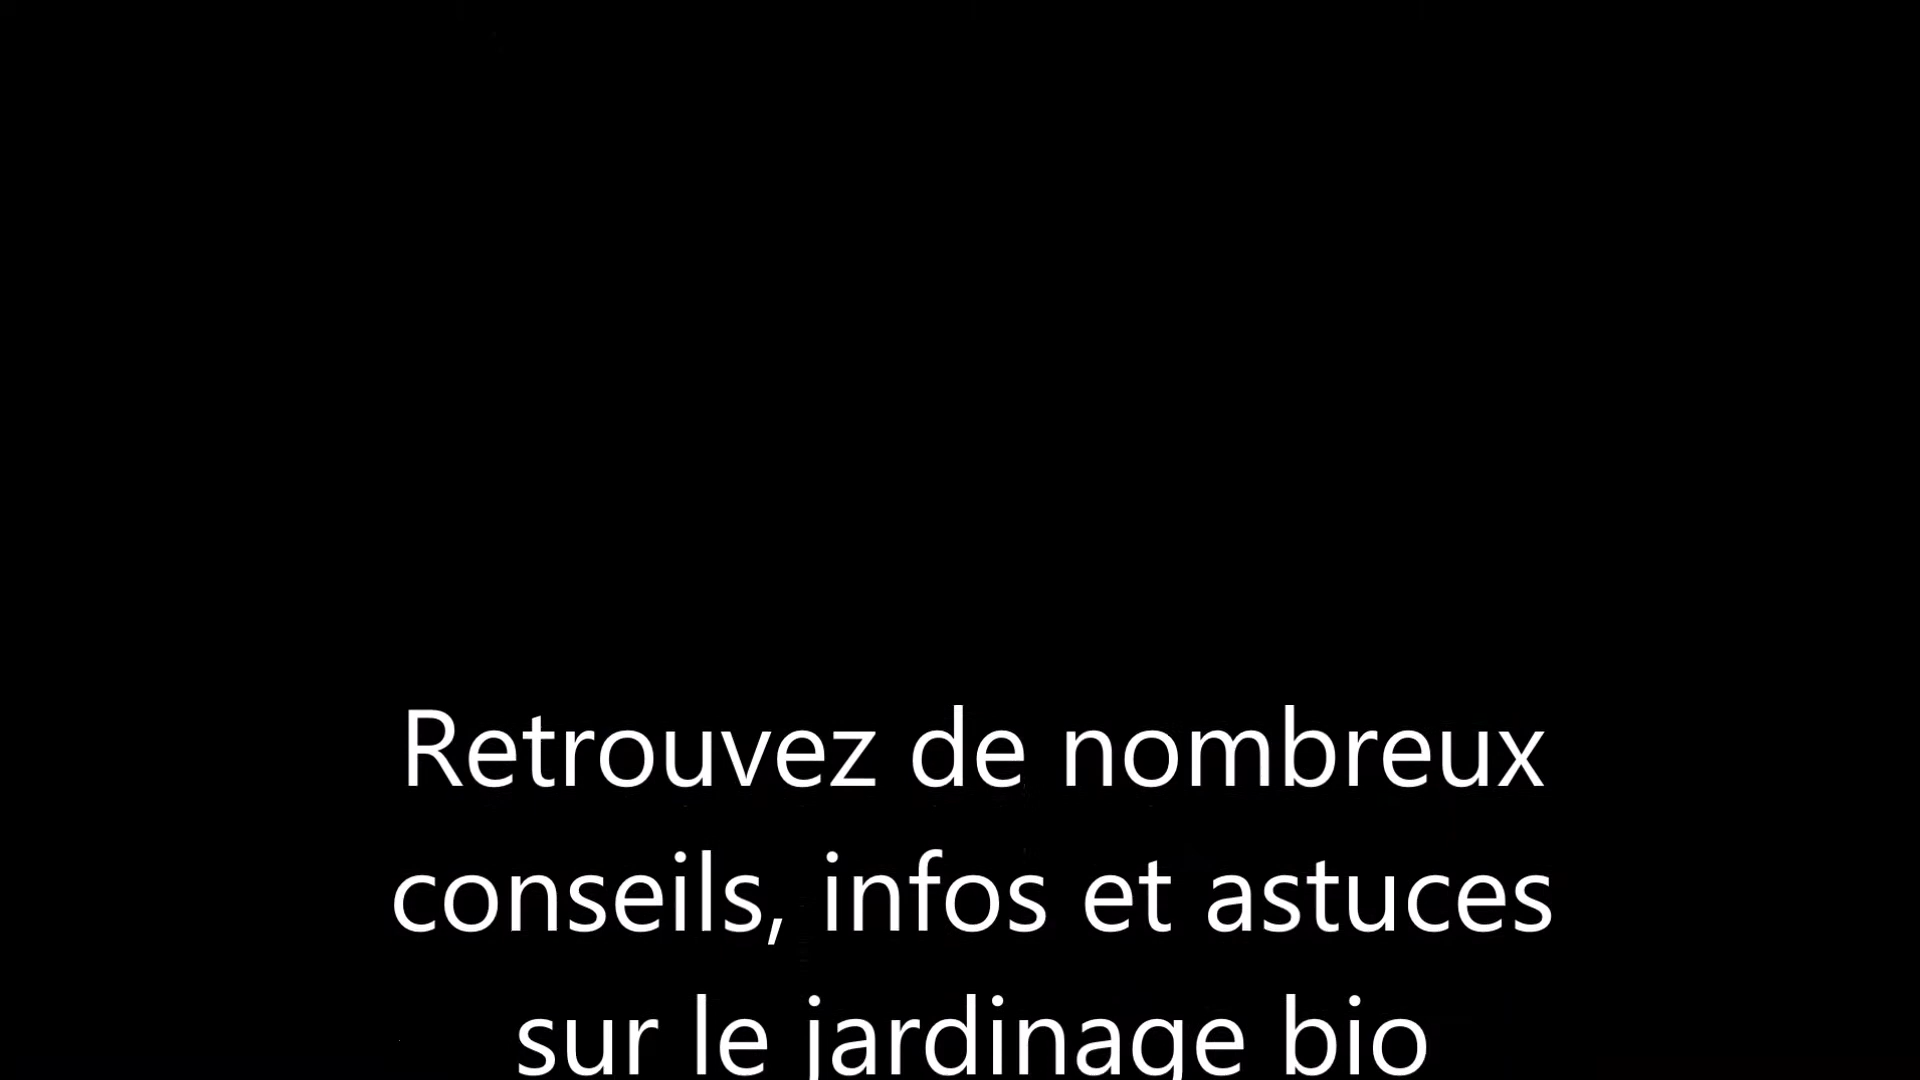 Retrouvez de nombreux
conseils, infos et astuces
sur le jardinage bio